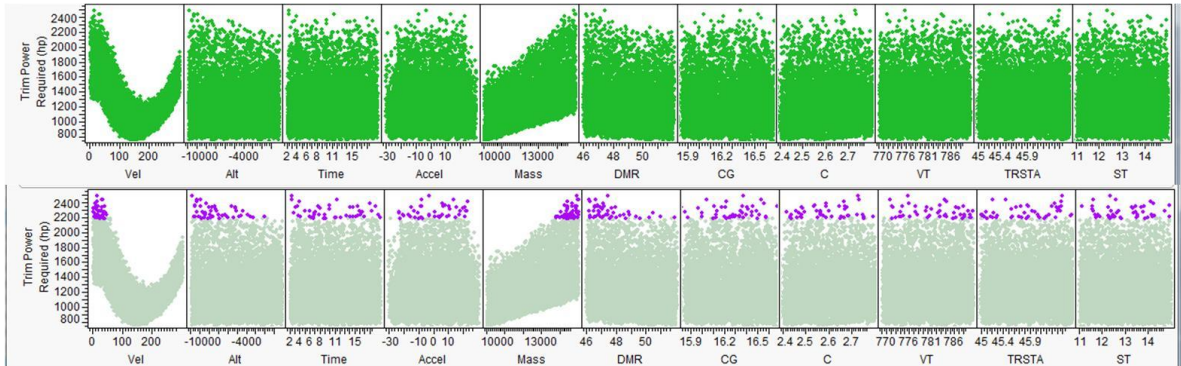 Trim Power
Required (hp)
2400
2200
2000
1800
1600
1400
1200
1000
800
0 100 200
-10000 -4000
2 4 6 8 11 15
-30 -10 0 10
10000 13000
46 48 50
15.9 16.2 16.5
2.4 2.5 2.6 2.7
770 776 781 786
45 45.4 45.9
11 12 13 14
Vel Alt Time Accel Mass DMR CG C VT TRSTA ST
Trim Power
Required (hp)
2400
2200
2000
1800
1600
1400
1200
1000
800
0 100 200
-10000 -4000
2 4 6 8 11 15
-30 -10 0 10
10000 13000
46 48 50
15.9 16.2 16.5
2.4 2.5 2.6 2.7
770 776 781 786
45 45.4 45.9
11 12 13 14
Vel Alt Time Accel Mass DMR CG C VT TRSTA ST